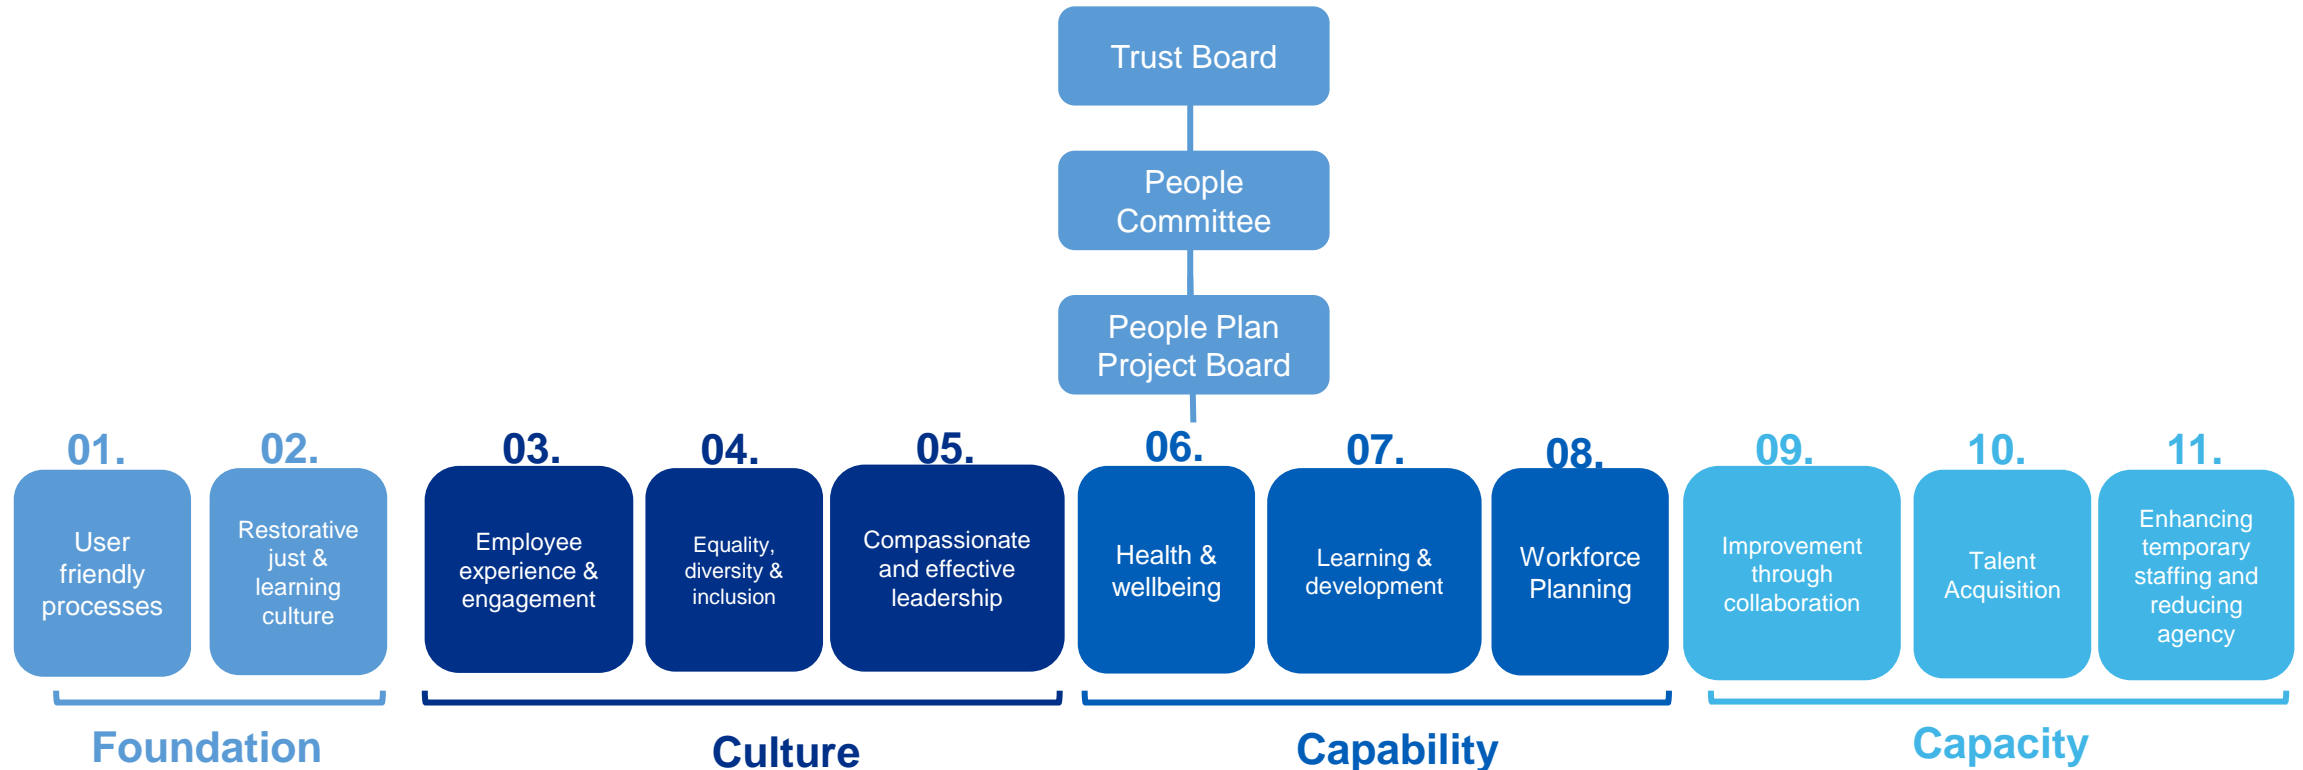 Trust Board
People
Committee
People Plan
Project Board
01.
02.
03.
04.
05.
06.
07.
08.
09.
10.
11.
User
friendly
processes
Restorative
just &
learning
culture
Employee
experience &
engagement
Equality,
diversity &
inclusion
Compassionate
and effective
leadership
Health &
wellbeing
Learning &
development
Workforce
Planning
Improvement
through
collaboration
Talent
Acquisition
Enhancing
temporary
staffing and
reducing
agency
Foundation
Culture
Capability
Capacity